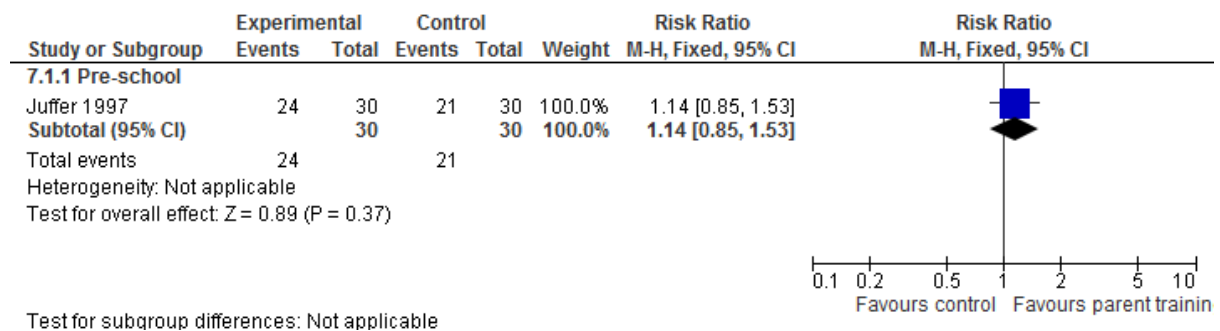 Experimental Control Risk Ratio Risk Ratio
Study or Subgroup Events Total Events Total Weight M-H, Fixed, 95% CI M-H, Fixed, 95% CI
7.1.1 Pre-school
Juffer 1997 24 30 21 30 100.0% 1.14 [0.85, 1.53]
Subtotal (95% CI) 30 30 100.0% 1.14 [0.85, 1.53]
Total events 24 21
Heterogeneity: Not applicable
Test for overall effect: Z = 0.89 (P = 0.37)
0.1 0.2 0.5 1 2 5 10
Favours control Favours parent trainin
Test for subgroup differences: Not applicable